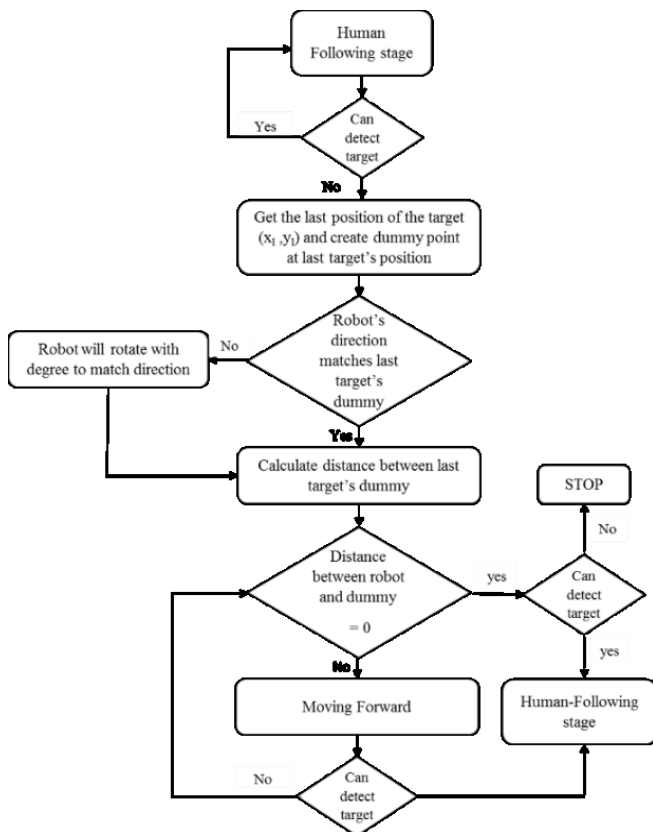 Human
Following stage
Yes
Can
detect
target
No
Get the last position of the target
(x₁ ,y₁) and create dummy point
at last target's position
Robot will rotate with
degree to match direction
No
Robot's
direction
matches last
target's
dummy
Yes
Calculate distance between last
target's dummy
STOP
No
Distance
between robot
and dummy
= 0
yes
Can
detect
target
No
yes
Moving Forward
Human-Following
stage
No
Can
detect
target